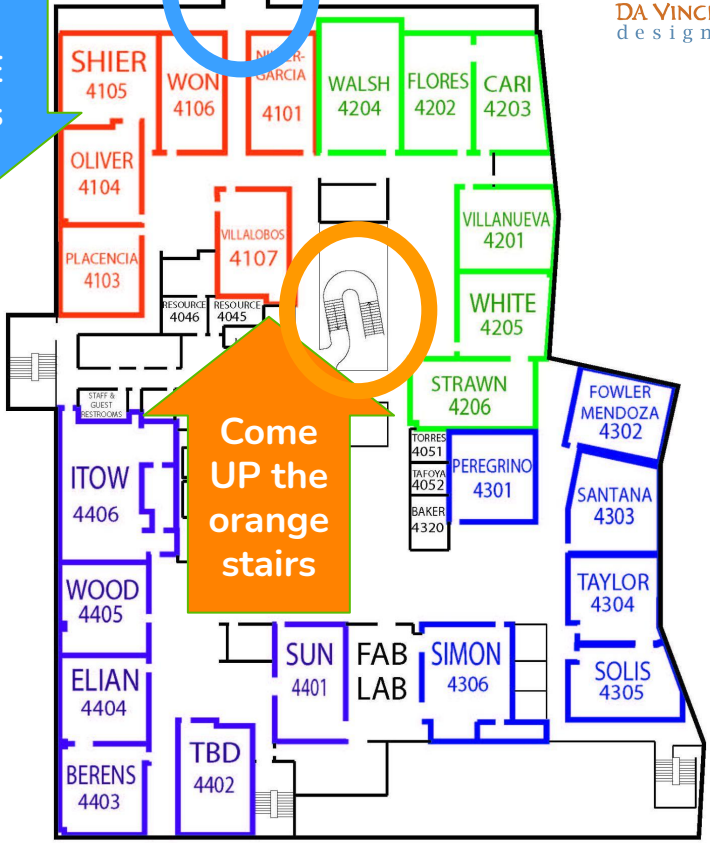 DA VINCI
design
SHIER
4105
WON
4106
GARCIA
4101
WALSH
4204
FLORES
4202
CARI
4203
OLIVER
4104
VILLALOBOS
4107
VILLANUEVA
4201
PLACENCIA
4103
RESOURCE
4046
RESOURCE
4045
WHITE
4205
STAFF &
GUEST
RESTROOMS
STRAWN
4206
FOWLER
MENDOZA
4302
Come
UP the
orange
stairs
TORRES
4051
TAFOYA
4052
BAKER
4320
PEREGRINO
4301
ITOW
4406
SANTANA
4303
WOOD
4405
TAYLOR
4304
SUN
4401
FAB
LAB
SIMON
4306
SOLIS
4305
ELIAN
4404
TBD
4402
BERENS
4403